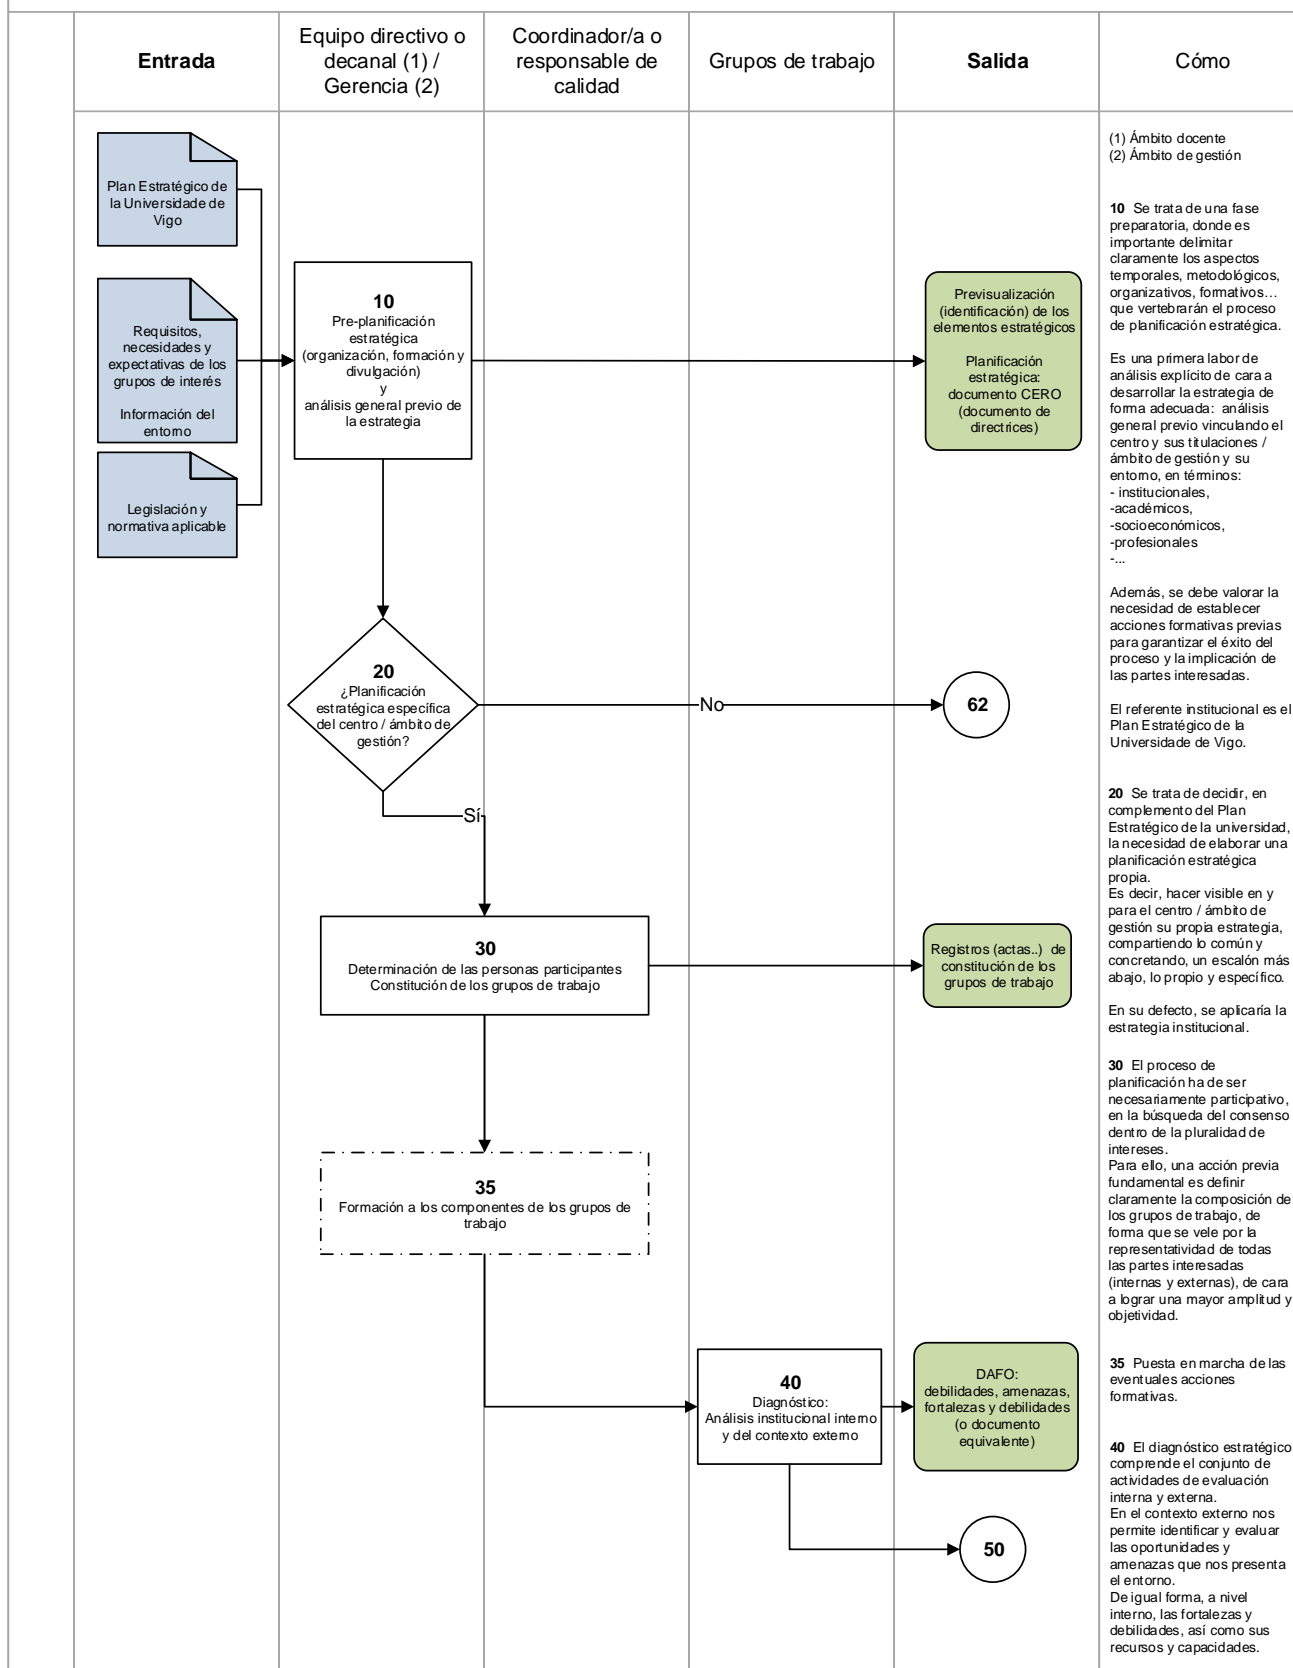 Entrada
Equipo directivo o
decanal (1) /
Gerencia (2)
Coordinador/a o
responsable de
calidad
Grupos de trabajo
Salida
Cómo
Plan Estratégico de
la Universidade de
Vigo
Requisitos,
necesidades y
expectativas de los
grupos de interés
Información del
entorno
Legislación y
normativa aplicable
10
Pre-planificación
estratégica
(organización, formación y
divulgación)
y
análisis general previo de
la estrategia
Previsualización
(identificación) de los
elementos estratégicos
Planificación
estratégica:
documento CERO
(documento de
directrices)
20
¿Planificación
estratégica específica
del centro / ámbito de
gestión?
No
62
Sí
30
Determinación de las personas participantes
Constitución de los grupos de trabajo
Registros (actas..) de
constitución de los
grupos de trabajo
35
Formación a los componentes de los grupos de
trabajo
40
Diagnóstico:
Análisis institucional interno
y del contexto externo
DAFO:
debilidades, amenazas,
fortalezas y debilidades
(o documento
equivalente)
50
(1) Ámbito docente
(2) Ámbito de gestión
10 Se trata de una fase
preparatoria, donde es
importante delimitar
claramente los aspectos
temporales, metodológicos,
organizativos, formativos…
que vertebrarán el proceso
de planificación estratégica.
Es una primera labor de
análisis explícito de cara a
desarrollar la estrategia de
forma adecuada: análisis
general previo vinculando el
centro y sus titulaciones /
ámbito de gestión y su
entorno, en términos:
- institucionales,
-académicos,
-socioeconómicos,
-profesionales
-...
Además, se debe valorar la
necesidad de establecer
acciones formativas previas
para garantizar el éxito del
proceso y la implicación de
las partes interesadas.
El referente institucional es el
Plan Estratégico de la
Universidade de Vigo.
20 Se trata de decidir, en
complemento del Plan
Estratégico de la universidad,
la necesidad de elaborar una
planificación estratégica
propia.
Es decir, hacer visible en y
para el centro / ámbito de
gestión su propia estrategia,
compartiendo lo común y
concretando, un escalón más
abajo, lo propio y específico.
En su defecto, se aplicaría la
estrategia institucional.
30 El proceso de
planificación ha de ser
necesariamente participativo,
en la búsqueda del consenso
dentro de la pluralidad de
intereses.
Para ello, una acción previa
fundamental es definir
claramente la composición de
los grupos de trabajo, de
forma que se vele por la
representatividad de todas
las partes interesadas
(internas y externas), de cara
a lograr una mayor amplitud y
objetividad.
35 Puesta en marcha de las
eventuales acciones
formativas.
40 El diagnóstico estratégico
comprende el conjunto de
actividades de evaluación
interna y externa.
En el contexto externo nos
permite identificar y evaluar
las oportunidades y
amenazas que nos presenta
el entorno.
De igual forma, a nivel
interno, las fortalezas y
debilidades, así como sus
recursos y capacidades.